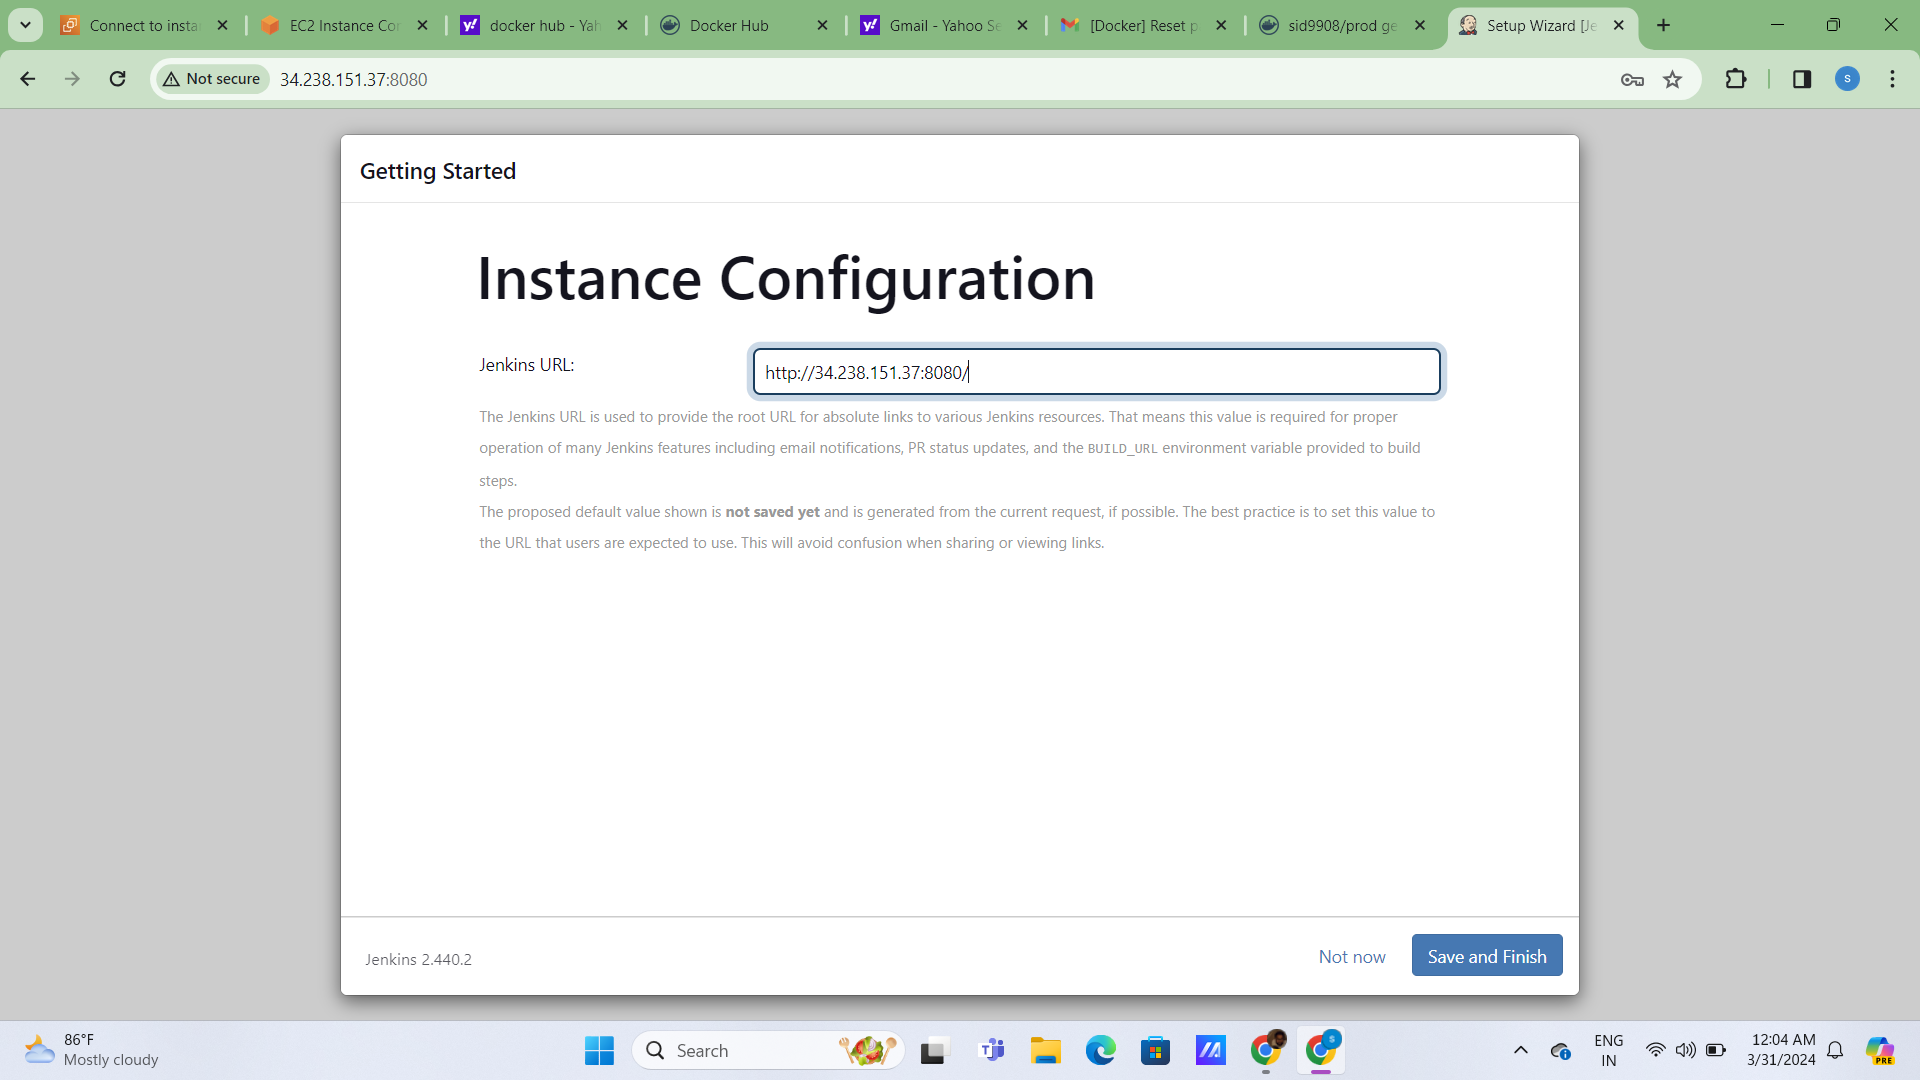 Connect to insta
EC2 Instance Cor
docker hub - Yah
Docker Hub
Gmail - Yahoo Se
[Docker] Reset p
sid9908/prod ge
Setup Wizard [Je
Not secure
34.238.151.37:8080
S
Getting Started
Instance Configuration
Jenkins URL:
http://34.238.151.37:8080/
The Jenkins URL is used to provide the root URL for absolute links to various Jenkins resources. That means this value is required for proper
operation of many Jenkins features including email notifications, PR status updates, and the BUILD_URL environment variable provided to build
steps.
The proposed default value shown is not saved yet and is generated from the current request, if possible. The best practice is to set this value to
the URL that users are expected to use. This will avoid confusion when sharing or viewing links.
Jenkins 2.440.2
Not now
Save and Finish
86°F
Mostly cloudy
Search
ENG
IN
12:04 AM
3/31/2024
PRE